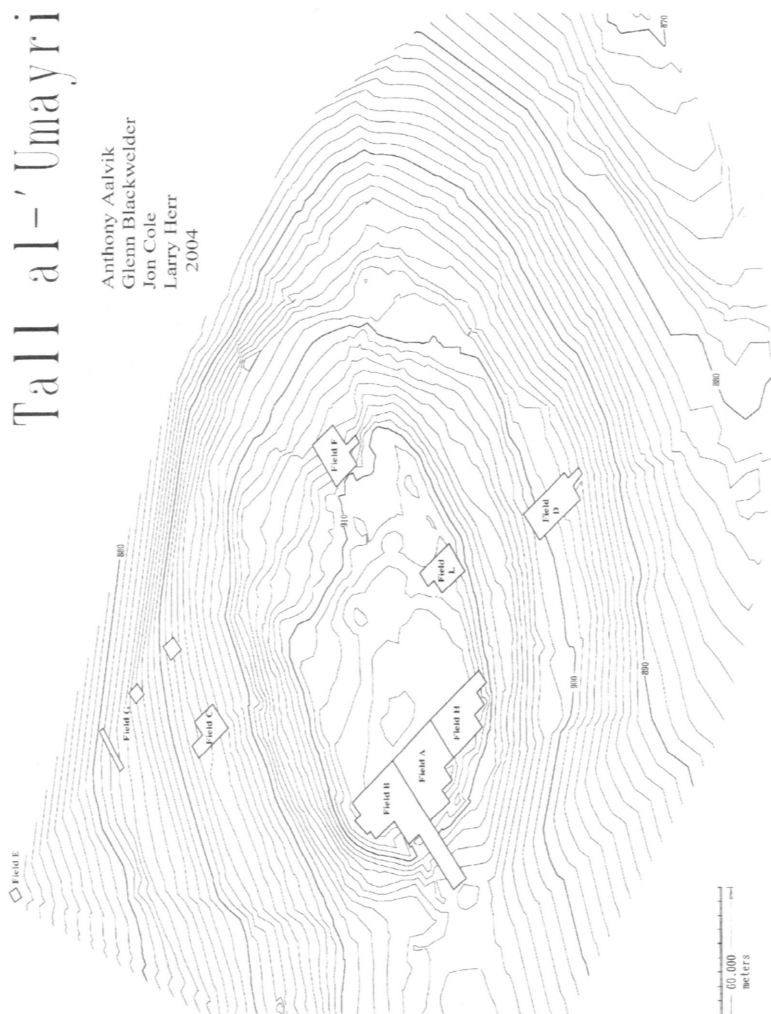 Tall al-'Umayri
Anthony Aalvik
Glenn Blackwelder
Jon Cole
Larry Herr
2004
Field E
880
Field G
Field C
910
Field F
Field
L
Field B
Field A
Field H
Field
D
900
890
880
870
60.000
meters